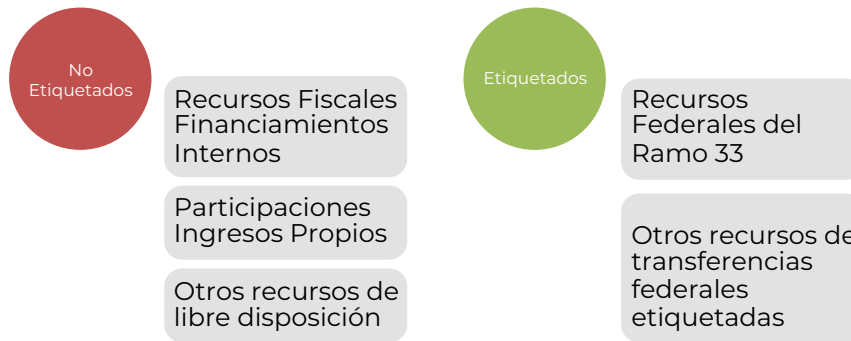 No
Etiquetados
Recursos Fiscales
Financiamientos
Internos
Participaciones
Ingresos Propios
Otros recursos de
libre disposición
Etiquetados
Recursos
Federales del
Ramo 33
Otros recursos de
transferencias
federales
etiquetadas